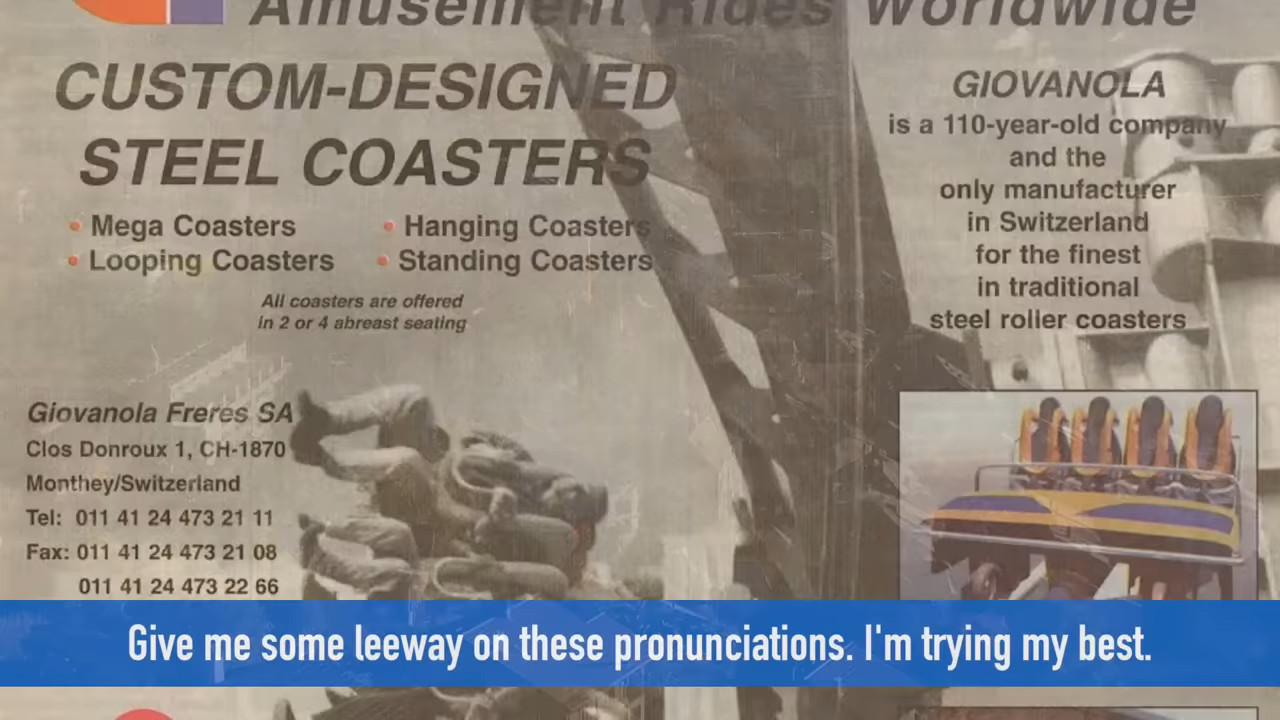 Amusement Rides Worldwide
CUSTOM-DESIGNED
STEEL COASTERS
• Mega Coasters
• Looping Coasters
• Hanging Coasters
• Standing Coasters
All coasters are offered
in 2 or 4 abreast seating
GIOVANOLA
is a 110-year-old company
and the
only manufacturer
in Switzerland
for the finest
in traditional
steel roller coasters
Giovanola Freres SA
Clos Donroux 1, CH-1870
Monthey/Switzerland
Tel: 011 41 24 473 21 11
Fax: 011 41 24 473 21 08
011 41 24 473 22 66
Give me some leeway on these pronunciations. I'm trying my best.